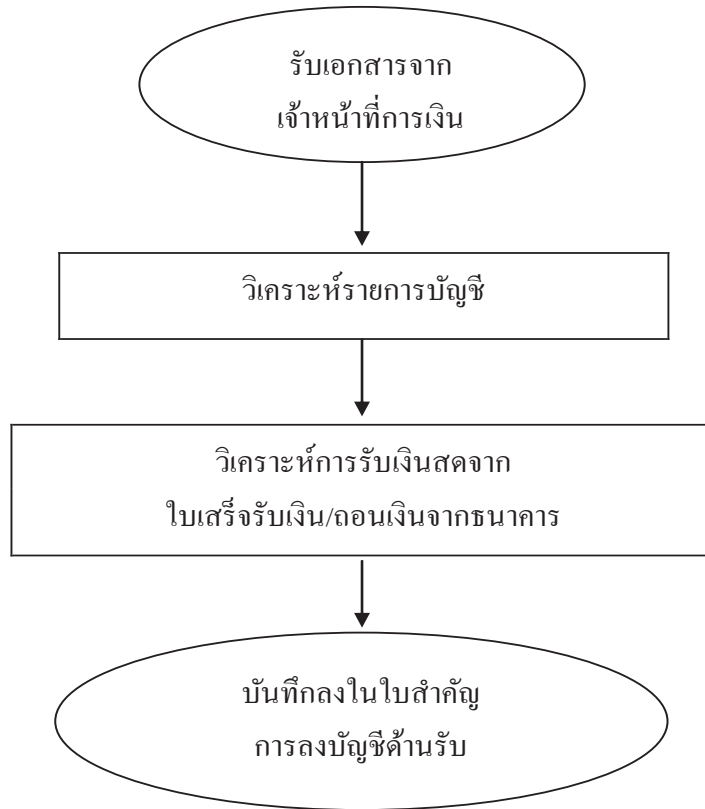 รับเอกสารจาก
เจ้าหน้าที่การเงิน
วิเคราะห์รายการบัญชี
วิเคราะห์การรับเงินสดจาก
ใบเสร็จรับเงิน/ถอนเงินจากธนาคาร
บันทึกลงในใบสำคัญ
การลงบัญชีด้านรับ